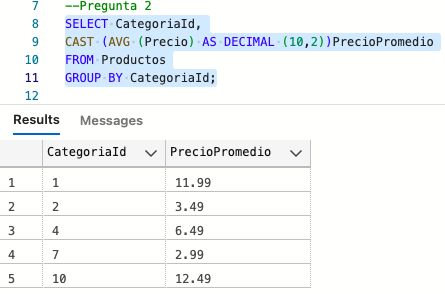 7 --Pregunta 2
8 SELECT CategoriaId,
9 CAST (AVG (Precio) AS DECIMAL (10,2))PrecioPromedio
10 FROM Productos
11 GROUP BY CategoriaId;
12
Results Messages
CategoriaId PrecioPromedio
1 1 11.99
2 2 3.49
3 4 6.49
4 7 2.99
5 10 12.49